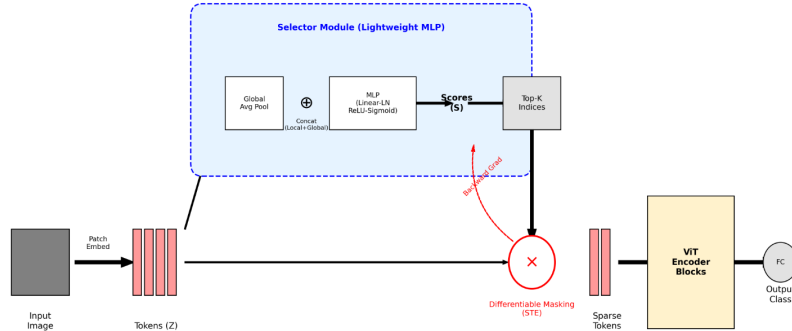 Selector Module (Lightweight MLP)
Global
Avg Pool
⊕
Concat
(Local+Global)
MLP
(Linear-LN
ReLU-Sigmoid)
Scores
(S)
Top-K
Indices
Backward Grad
Patch
Embed
Input
Image
Tokens (Z)
×
Differentiable Masking
(STE)
Sparse
Tokens
ViT
Encoder
Blocks
FC
Output
Class